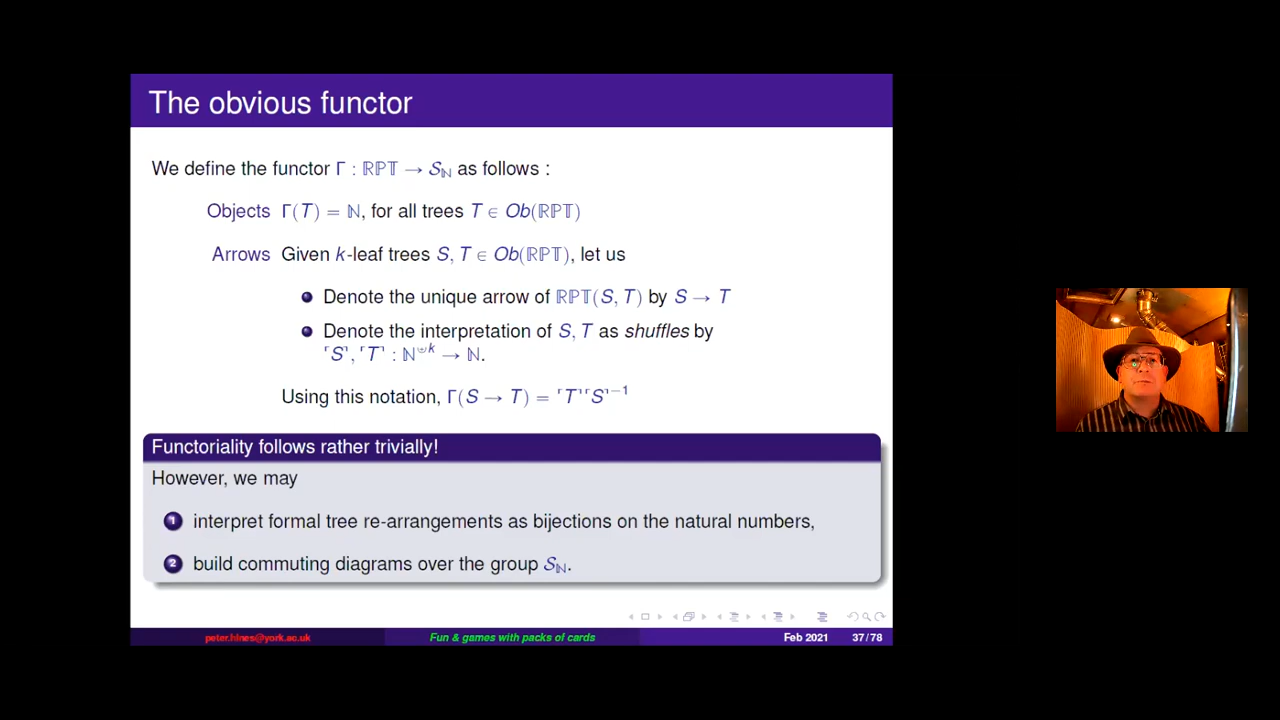 The obvious functor
We define the functor Γ : ℝℙ𝕋 → 𝒮_ℕ as follows :
Objects Γ(T) = ℕ, for all trees T ∈ Ob(ℝℙ𝕋)
Arrows Given k-leaf trees S, T ∈ Ob(ℝℙ𝕋), let us
Denote the unique arrow of ℝℙ𝕋(S, T) by S → T
Denote the interpretation of S, T as shuffles by
⌜S⌝, ⌜T⌝ : ℕ^{⊎k} → ℕ.
Using this notation, Γ(S → T) = ⌜T⌝⌜S⌝⁻¹
Functoriality follows rather trivially!
However, we may
1 interpret formal tree re-arrangements as bijections on the natural numbers,
2 build commuting diagrams over the group 𝒮_ℕ.
peter.hines@york.ac.uk Fun & games with packs of cards Feb 2021 37/78